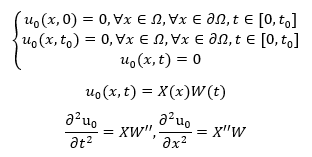 u₀(x, 0) = 0, ∀x ∈ Ω, ∀x ∈ ∂Ω, t ∈ [0, t₀]
u₀(x, t₀) = 0, ∀x ∈ Ω, ∀x ∈ ∂Ω, t ∈ [0, t₀]
u₀(x, t) = 0
u₀(x, t) = X(x)W(t)
∂²u₀/∂t² = XW'', ∂²u₀/∂x² = X''W